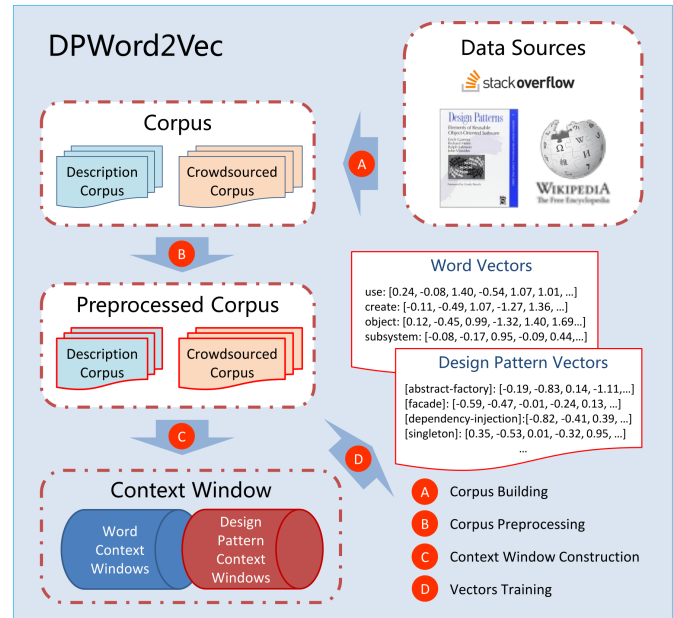 DPWord2Vec
Data Sources
stackoverflow
Design Patterns
Elements of Reusable
Object-Oriented Software
WIKIPEDIA
The Free Encyclopedia
Corpus
Description
Corpus
Crowdsourced
Corpus
A
B
Preprocessed Corpus
Description
Corpus
Crowdsourced
Corpus
Word Vectors
use: [0.24, -0.08, 1.40, -0.54, 1.07, 1.01, ...]
create: [-0.11, -0.49, 1.07, -1.27, 1.36, ...]
object: [0.12, -0.45, 0.99, -1.32, 1.40, 1.69...]
subsystem: [-0.08, -0.17, 0.95, -0.09, 0.44,...]
Design Pattern Vectors
[abstract-factory]: [-0.19, -0.83, 0.14, -1.11,...]
[facade]: [-0.59, -0.47, -0.01, -0.24, 0.13, ...]
[dependency-injection]:[-0.82, -0.41, 0.39, ...]
[singleton]: [0.35, -0.53, 0.01, -0.32, 0.95, ...]
...
C
D
Context Window
Word
Context
Windows
Design
Pattern
Context
Windows
A Corpus Building
B Corpus Preprocessing
C Context Window Construction
D Vectors Training